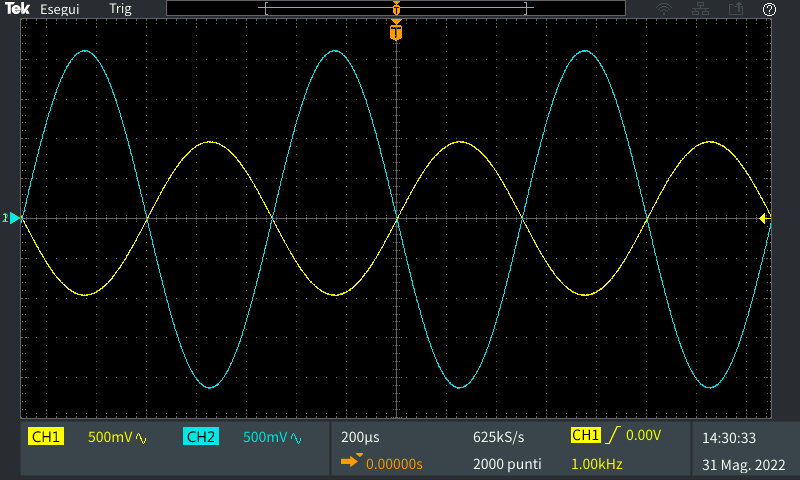 Tek Esegui Trig T ?
T
1
CH1 500mV CH2 500mV 200µs 625kS/s CH1 0.00V 14:30:33
0.00000s 2000 punti 1.00kHz 31 Mag. 2022